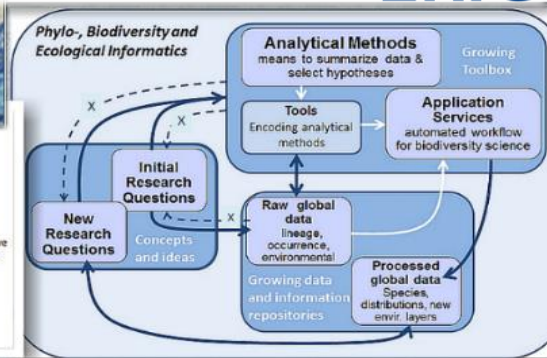 Phylo-, Biodiversity and
Ecological Informatics
Analytical Methods
means to summarize data &
select hypotheses
Growing
Toolbox
Tools
Encoding analytical
methods
Application
Services
automated workflow
for biodiversity science
X
X
Initial
Research
Questions
New
Research
Questions
Concepts
and ideas
X
Raw global
data
lineage,
occurrence,
environmental
Growing data
and information
repositories
Processed
global data
Species,
distributions, new
envir. layers